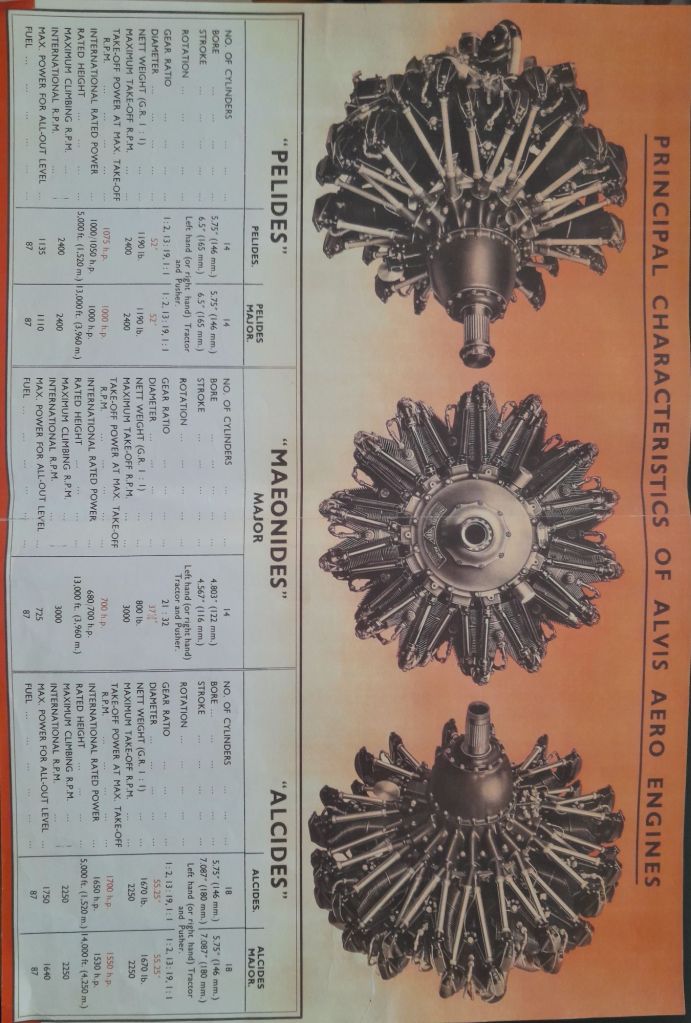 PRINCIPAL CHARACTERISTICS OF ALVIS AERO ENGINES
"PELIDES"
PELIDES. PELIDES MAJOR.
NO. OF CYLINDERS ... ... ... 14 14
BORE ... ... ... ... 5.75" (146 mm.) 5.75" (146 mm.)
STROKE ... ... ... ... 6.5" (165 mm.) 6.5" (165 mm.)
ROTATION ... ... ... Left hand (or right hand) Tractor and Pusher.
GEAR RATIO ... ... ... 1:2, 13:19, 1:1 1:2, 13:19, 1:1
DIAMETER ... ... ... 52" 52"
NETT WEIGHT (G.R. 1 : 1) ... 1190 lb. 1190 lb.
MAXIMUM TAKE-OFF R.P.M. ... 2400 2400
TAKE-OFF POWER AT MAX. TAKE-OFF
R.P.M. ... ... ... 1075 h.p. 1000 h.p.
INTERNATIONAL RATED POWER 1000/1050 h.p. 1000 h.p.
RATED HEIGHT ... ... 5,000 ft. (1,520 m.) 13,000 ft. (3,960 m.)
MAXIMUM CLIMBING R.P.M. ...
INTERNATIONAL R.P.M. ... 2400 2400
MAX. POWER FOR ALL-OUT LEVEL ... 1135 1110
FUEL ... ... ... ... 87 87
"MAEONIDES"
MAJOR
NO. OF CYLINDERS ... ... ... 14
BORE ... ... ... ... 4.803" (122 mm.)
STROKE ... ... ... ... 4.567" (116 mm.)
ROTATION ... ... ... Left hand (or right hand) Tractor and Pusher.
GEAR RATIO ... ... ... 21 : 32
DIAMETER ... ... ...
NETT WEIGHT (G.R. 1 : 1) ... 800 lb.
MAXIMUM TAKE-OFF R.P.M. ... 3000
TAKE-OFF POWER AT MAX. TAKE-OFF
R.P.M. ... ... ... 700 h.p.
INTERNATIONAL RATED POWER 680/700 h.p.
RATED HEIGHT ... ... 13,000 ft. (3,960 m.)
MAXIMUM CLIMBING R.P.M. ...
INTERNATIONAL R.P.M. ... 3000
MAX. POWER FOR ALL-OUT LEVEL ... 725
FUEL ... ... ... ... 87
"ALCIDES"
ALCIDES. ALCIDES MAJOR.
NO. OF CYLINDERS ... ... ... 18 18
BORE ... ... ... ... 5.75" (146 mm.) 5.75" (146 mm.)
STROKE ... ... ... ... 7.087" (180 mm.) 7.087" (180 mm.)
ROTATION ... ... ... Left hand (or right hand) Tractor and Pusher.
GEAR RATIO ... ... ... 1:2, 13:19, 1:1 1:2, 13:19, 1:1
DIAMETER ... ... ... 55.25" 55.25"
NETT WEIGHT (G.R. 1 : 1) ... 1670 lb. 1670 lb.
MAXIMUM TAKE-OFF R.P.M. ... 2250 2250
TAKE-OFF POWER AT MAX. TAKE-OFF
R.P.M. ... ... ... 1700 h.p. 1550 h.p.
INTERNATIONAL RATED POWER 1650 h.p. 1530 h.p.
RATED HEIGHT ... ... 5,000 ft. (1,520 m.) 14,000 ft. (4,250 m.)
MAXIMUM CLIMBING R.P.M. ...
INTERNATIONAL R.P.M. ... 2250 2250
MAX. POWER FOR ALL-OUT LEVEL ... 1750 1640
FUEL ... ... ... ... 87 87